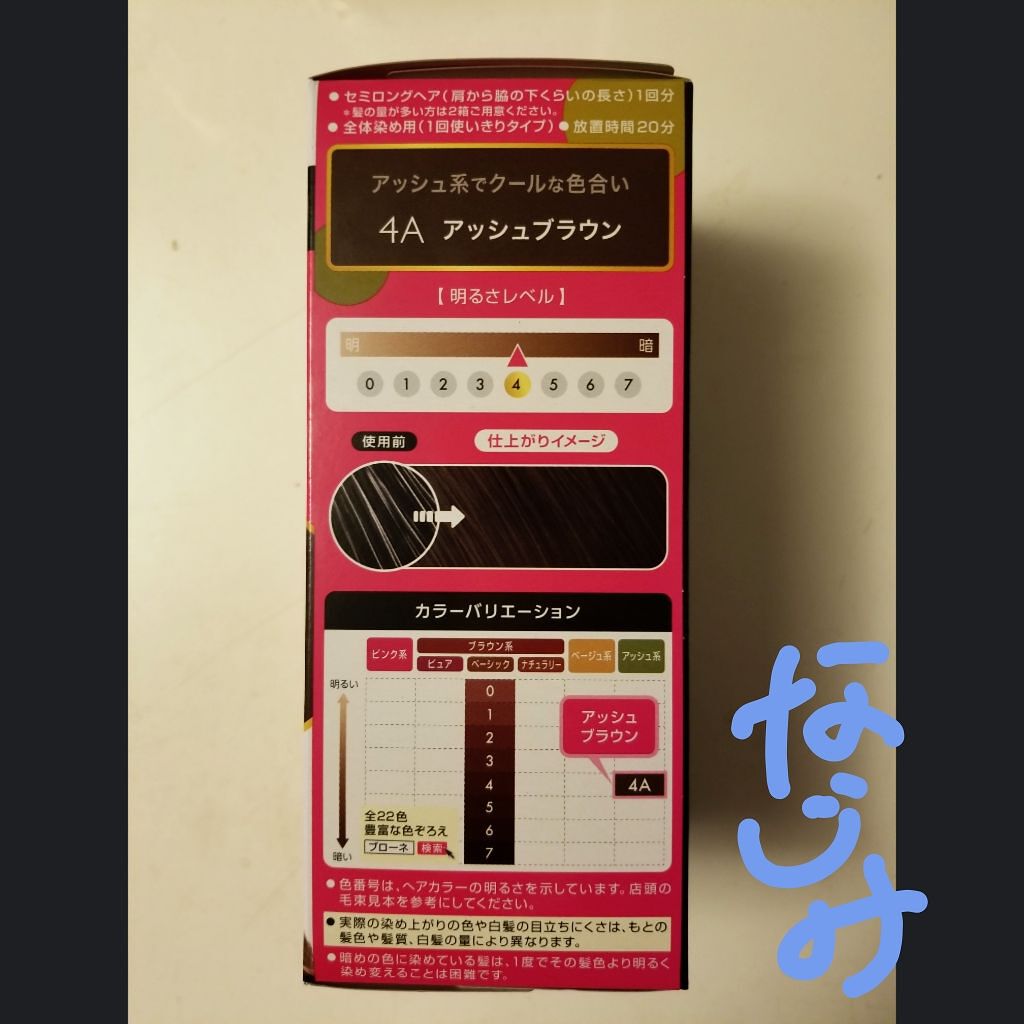 ●セミロングヘア(肩から脇の下くらいの長さ)1回分
*髪の量が多い方は2箱ご用意ください。
●全体染め用(1回使いきりタイプ) ●放置時間20分
アッシュ系でクールな色合い
4A アッシュブラウン
【明るさレベル】
明 暗
0 1 2 3 4 5 6 7
使用前 仕上がりイメージ
カラーバリエーション
ピンク系 ブラウン系 ベージュ系 アッシュ系
ピュア ベーシック ナチュラリー
明るい
0
1
2
3
4
5
6
7
アッシュ
ブラウン
4A
全22色
豊富な色ぞろえ
ブローネ 検索
暗い
●色番号は、ヘアカラーの明るさを示しています。店頭の
毛束見本を参考にしてください。
●実際の染め上がりの色や白髪の目立ちにくさは、もとの
髪色や髪質、白髪の量により異なります。
●暗めの色に染めている髪は、1度でその髪色より明るく
染め変えることは困難です。
なじみ